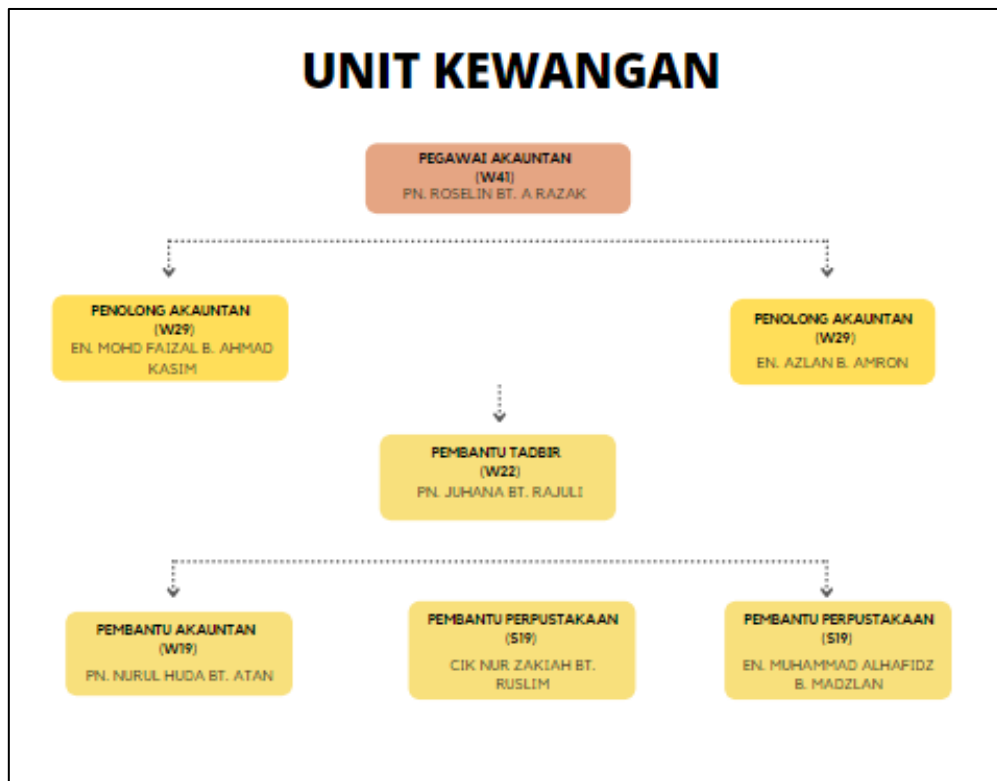 UNIT KEWANGAN
PEGAWAI AKAUNTAN
(W41)
PN. ROSELIN BT. A RAZAK
PENOLONG AKAUNTAN
(W29)
EN. MOHD FAIZAL B. AHMAD
KASIM
PENOLONG AKAUNTAN
(W29)
EN. AZLAN B. AMRON
PEMBANTU TADBIR
(W22)
PN. JUHANA BT. RAJULI
PEMBANTU AKAUNTAN
(W19)
PN. NURUL HUDA BT. ATAN
PEMBANTU PERPUSTAKAAN
(S19)
CIK NUR ZAKIAH BT.
RUSLIM
PEMBANTU PERPUSTAKAAN
(S19)
EN. MUHAMMAD ALHAFIDZ
B. MADZLAN